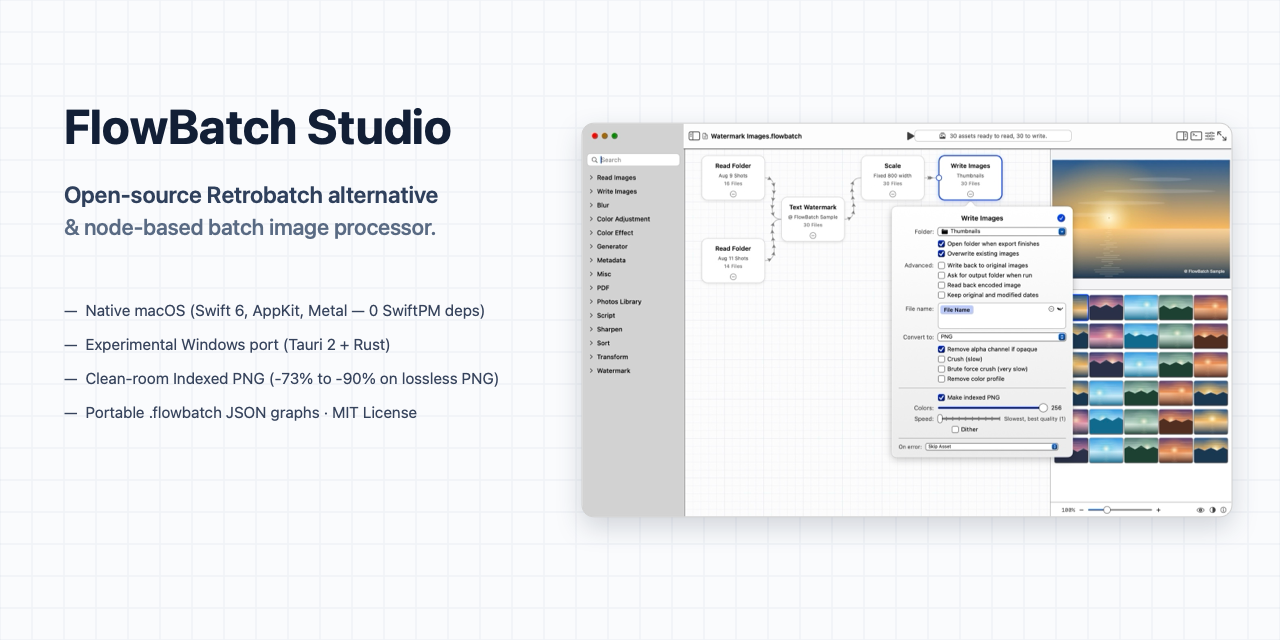 FlowBatch Studio
Open-source Retrobatch alternative
& node-based batch image processor.
— Native macOS (Swift 6, AppKit, Metal — 0 SwiftPM deps)
— Experimental Windows port (Tauri 2 + Rust)
— Clean-room Indexed PNG (-73% to -90% on lossless PNG)
— Portable .flowbatch JSON graphs · MIT License
Watermark Images.flowbatch
30 assets ready to read, 30 to write.
Search
Read Images
Write Images
Blur
Color Adjustment
Color Effect
Generator
Metadata
Misc
PDF
Photos Library
Script
Sharpen
Sort
Transform
Watermark
Read Folder
Aug 9 Shots
16 Files
Read Folder
Aug 11 Shots
14 Files
Text Watermark
@ FlowBatch Sample
30 Files
Scale
Fixed 800 width
30 Files
Write Images
Thumbnails
30 Files
Write Images
Folder: Thumbnails
Open folder when export finishes
Overwrite existing images
Advanced: Write back to original images
Ask for output folder when run
Read back encoded image
Keep original and modified dates
File name: File Name
Convert to: PNG
Remove alpha channel if opaque
Crush (slow)
Brute force crush (very slow)
Remove color profile
Make indexed PNG
Colors: 256
Speed: Slowest, best quality (1)
Dither
On error: Skip Asset
© FlowBatch Sample
100% − +